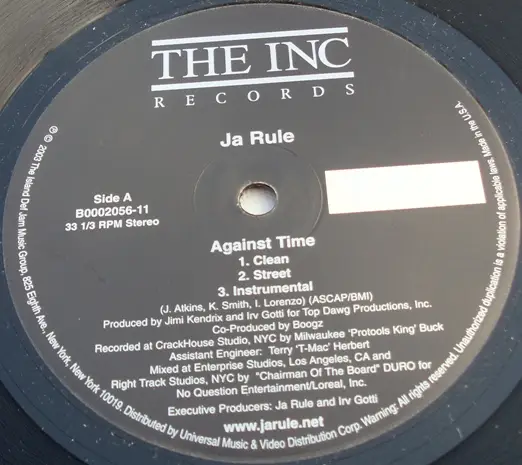 THE INC
RECORDS
Ja Rule
Side A
B0002056-11
33 1/3 RPM Stereo
Against Time
1. Clean
2. Street
3. Instrumental
(J. Atkins, K. Smith, I. Lorenzo) (ASCAP/BMI)
Produced by Jimi Kendrix and Irv Gotti for Top Dawg Productions, Inc.
Co-Produced by Boogz
Recorded at CrackHouse Studio, NYC by Milwaukee 'Protools King' Buck
Assistant Engineer: Terry 'T-Mac' Herbert
Mixed at Enterprise Studios, Los Angeles, CA and
Right Track Studios, NYC by "Chairman Of The Board" DURO for
No Question Entertainment/Loreal, Inc.
Executive Producers: Ja Rule and Irv Gotti
www.jarule.net
℗ © 2003 The Island Def Jam Music Group, 825 Eighth Ave., New York, New York 10019. Distributed by Universal Music & Video Distribution Corp. Warning: All rights reserved. Unauthorized duplication is a violation of applicable laws. Made in the U.S.A.